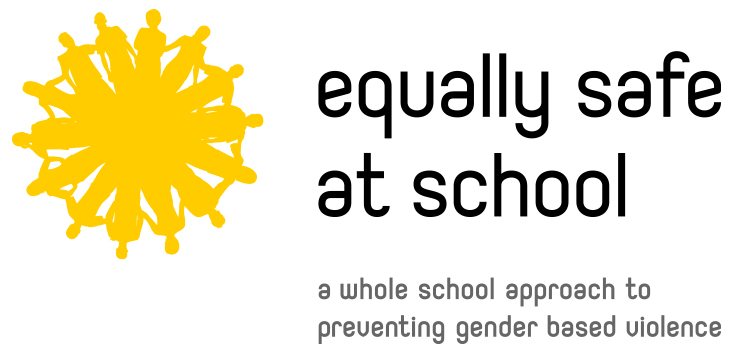 equally safe
at school
a whole school approach to
preventing gender based violence